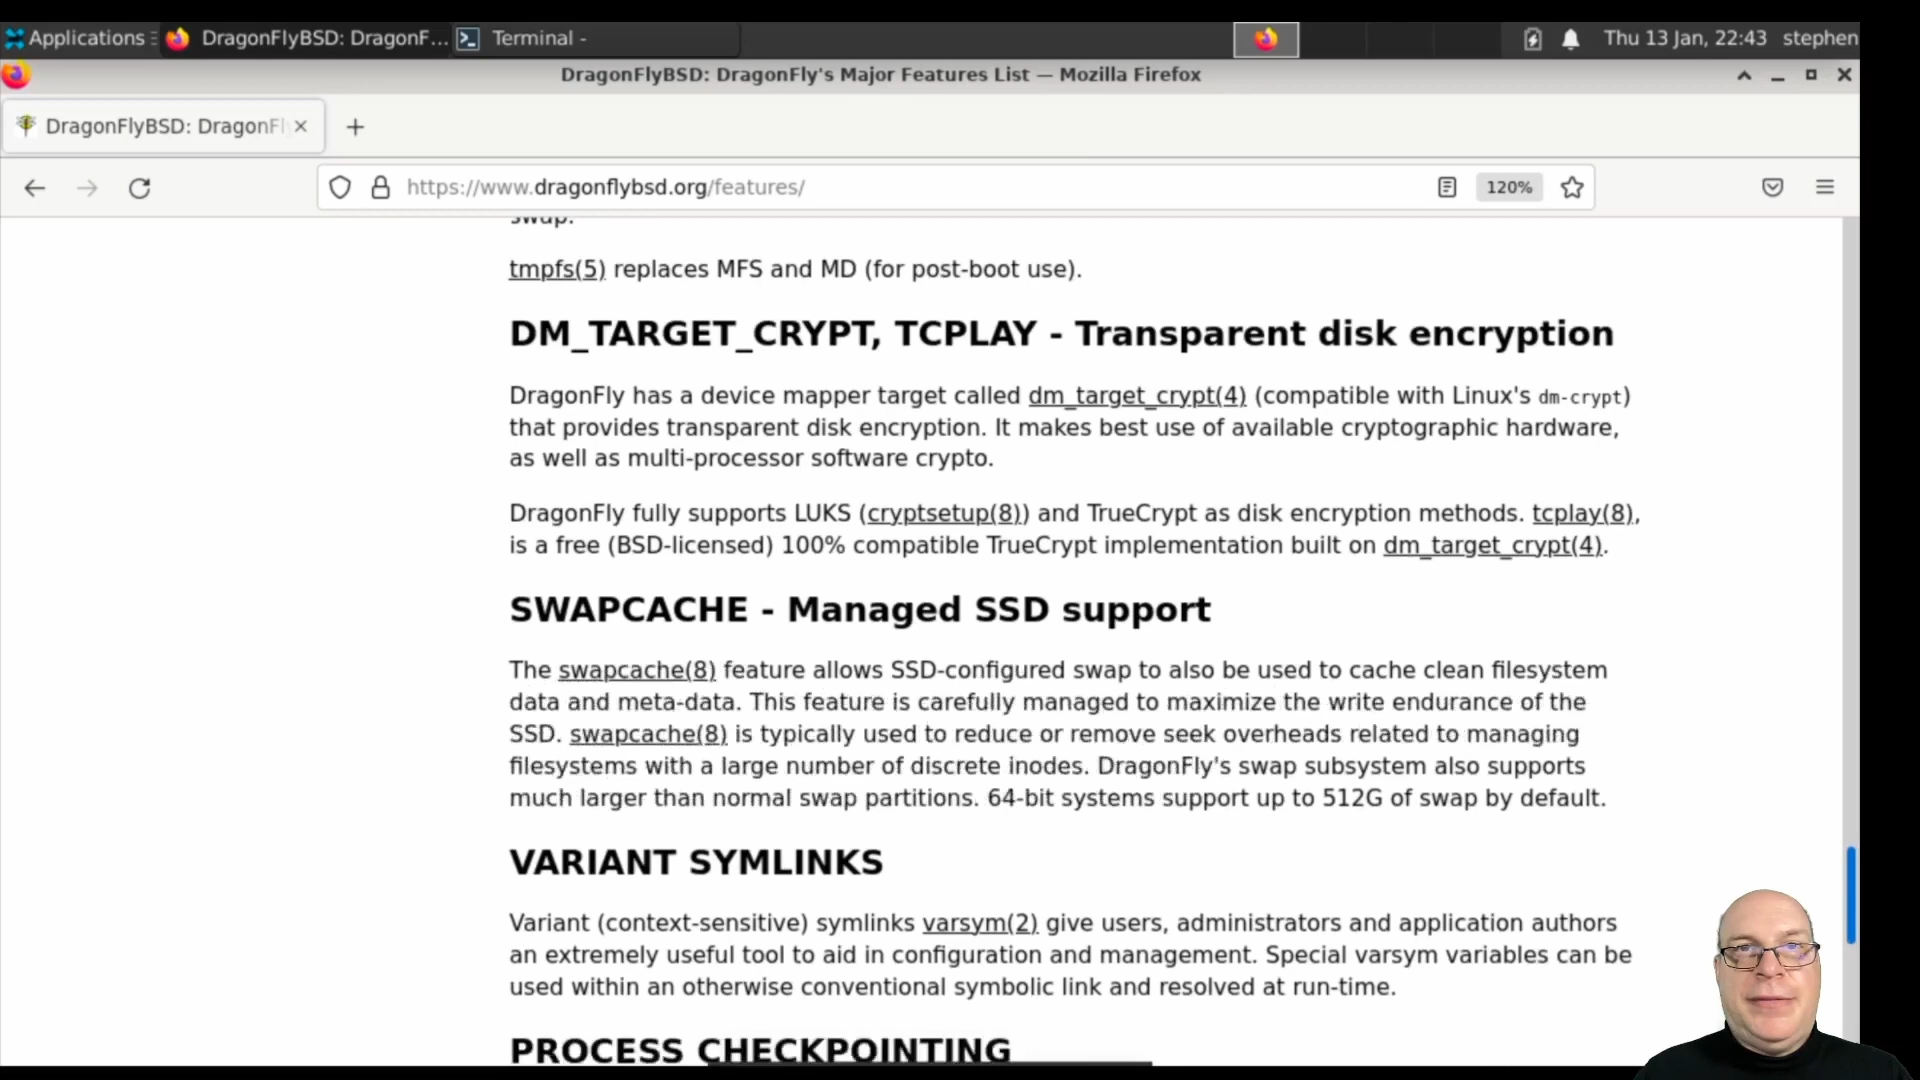 Applications
DragonFlyBSD: DragonF...
Terminal -
Thu 13 Jan, 22:43
stephen
DragonFlyBSD: DragonFly's Major Features List — Mozilla Firefox
DragonFlyBSD: DragonFl
https://www.dragonflybsd.org/features/
120%
swap.
tmpfs(5) replaces MFS and MD (for post-boot use).
DM_TARGET_CRYPT, TCPLAY - Transparent disk encryption
DragonFly has a device mapper target called dm_target_crypt(4) (compatible with Linux's dm-crypt)
that provides transparent disk encryption. It makes best use of available cryptographic hardware,
as well as multi-processor software crypto.
DragonFly fully supports LUKS (cryptsetup(8)) and TrueCrypt as disk encryption methods. tcplay(8),
is a free (BSD-licensed) 100% compatible TrueCrypt implementation built on dm_target_crypt(4).
SWAPCACHE - Managed SSD support
The swapcache(8) feature allows SSD-configured swap to also be used to cache clean filesystem
data and meta-data. This feature is carefully managed to maximize the write endurance of the
SSD. swapcache(8) is typically used to reduce or remove seek overheads related to managing
filesystems with a large number of discrete inodes. DragonFly's swap subsystem also supports
much larger than normal swap partitions. 64-bit systems support up to 512G of swap by default.
VARIANT SYMLINKS
Variant (context-sensitive) symlinks varsym(2) give users, administrators and application authors
an extremely useful tool to aid in configuration and management. Special varsym variables can be
used within an otherwise conventional symbolic link and resolved at run-time.
PROCESS CHECKPOINTING